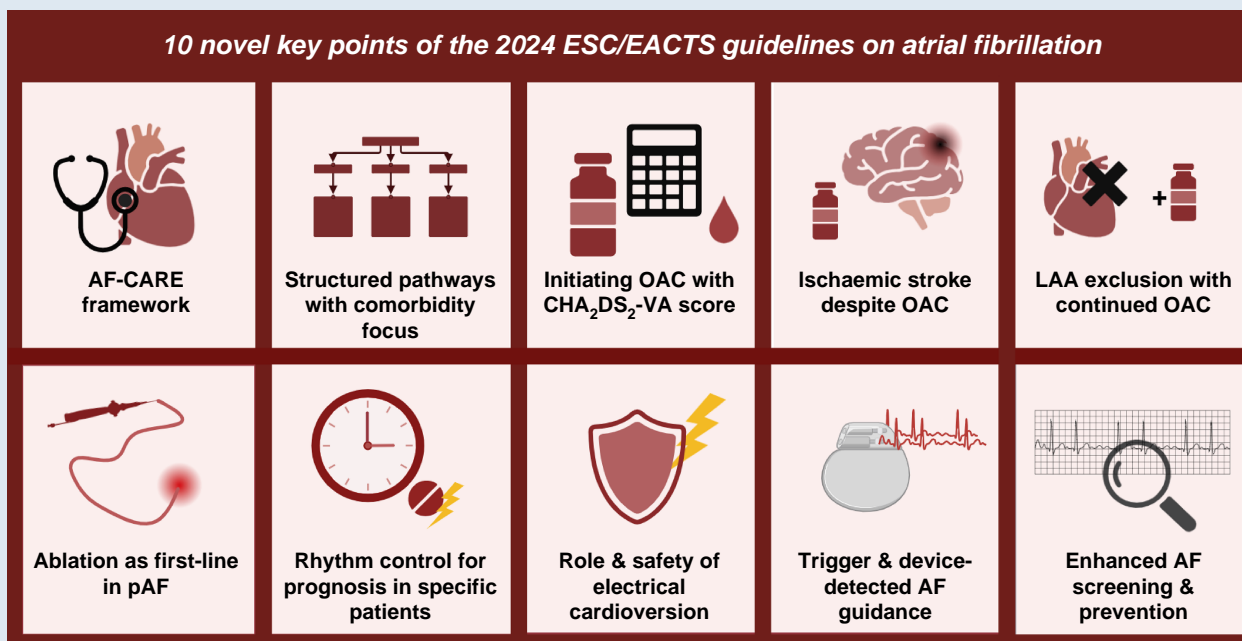 10 novel key points of the 2024 ESC/EACTS guidelines on atrial fibrillation
AF-CARE
framework
Structured pathways
with comorbidity
focus
Initiating OAC with
CHA₂DS₂-VA score
Ischaemic stroke
despite OAC
+
LAA exclusion with
continued OAC
Ablation as first-line
in pAF
Rhythm control for
prognosis in specific
patients
Role & safety of
electrical
cardioversion
Trigger & device-
detected AF
guidance
Enhanced AF
screening &
prevention